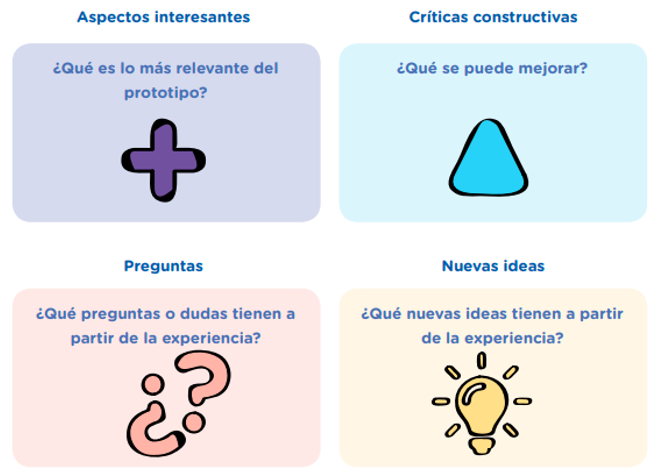 Aspectos interesantes
¿Qué es lo más relevante del
prototipo?
Críticas constructivas
¿Qué se puede mejorar?
Preguntas
¿Qué preguntas o dudas tienen a
partir de la experiencia?
Nuevas ideas
¿Qué nuevas ideas tienen a partir
de la experiencia?